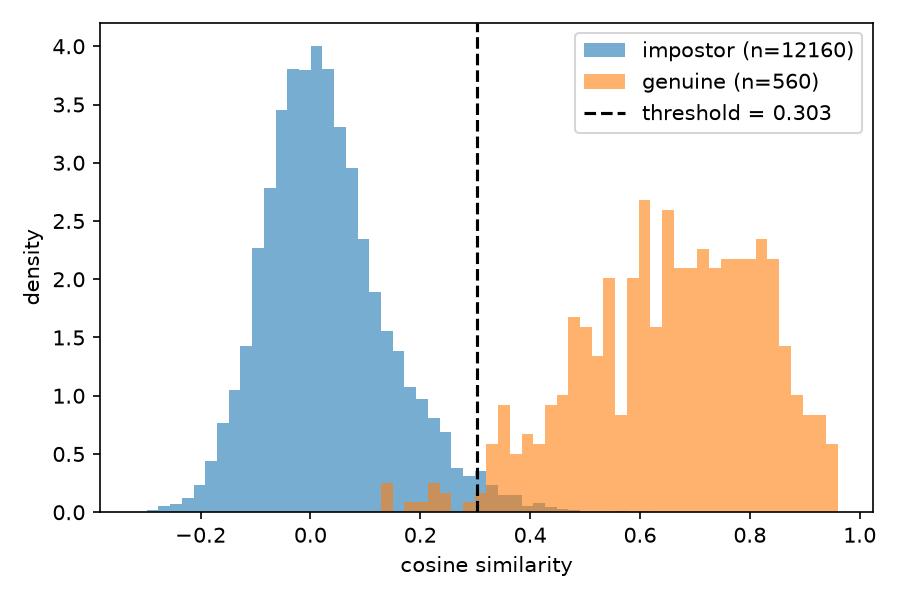 impostor (n=12160)
genuine (n=560)
threshold = 0.303
4.0
3.5
3.0
2.5
2.0
1.5
1.0
0.5
0.0
density
−0.2 0.0 0.2 0.4 0.6 0.8 1.0
cosine similarity